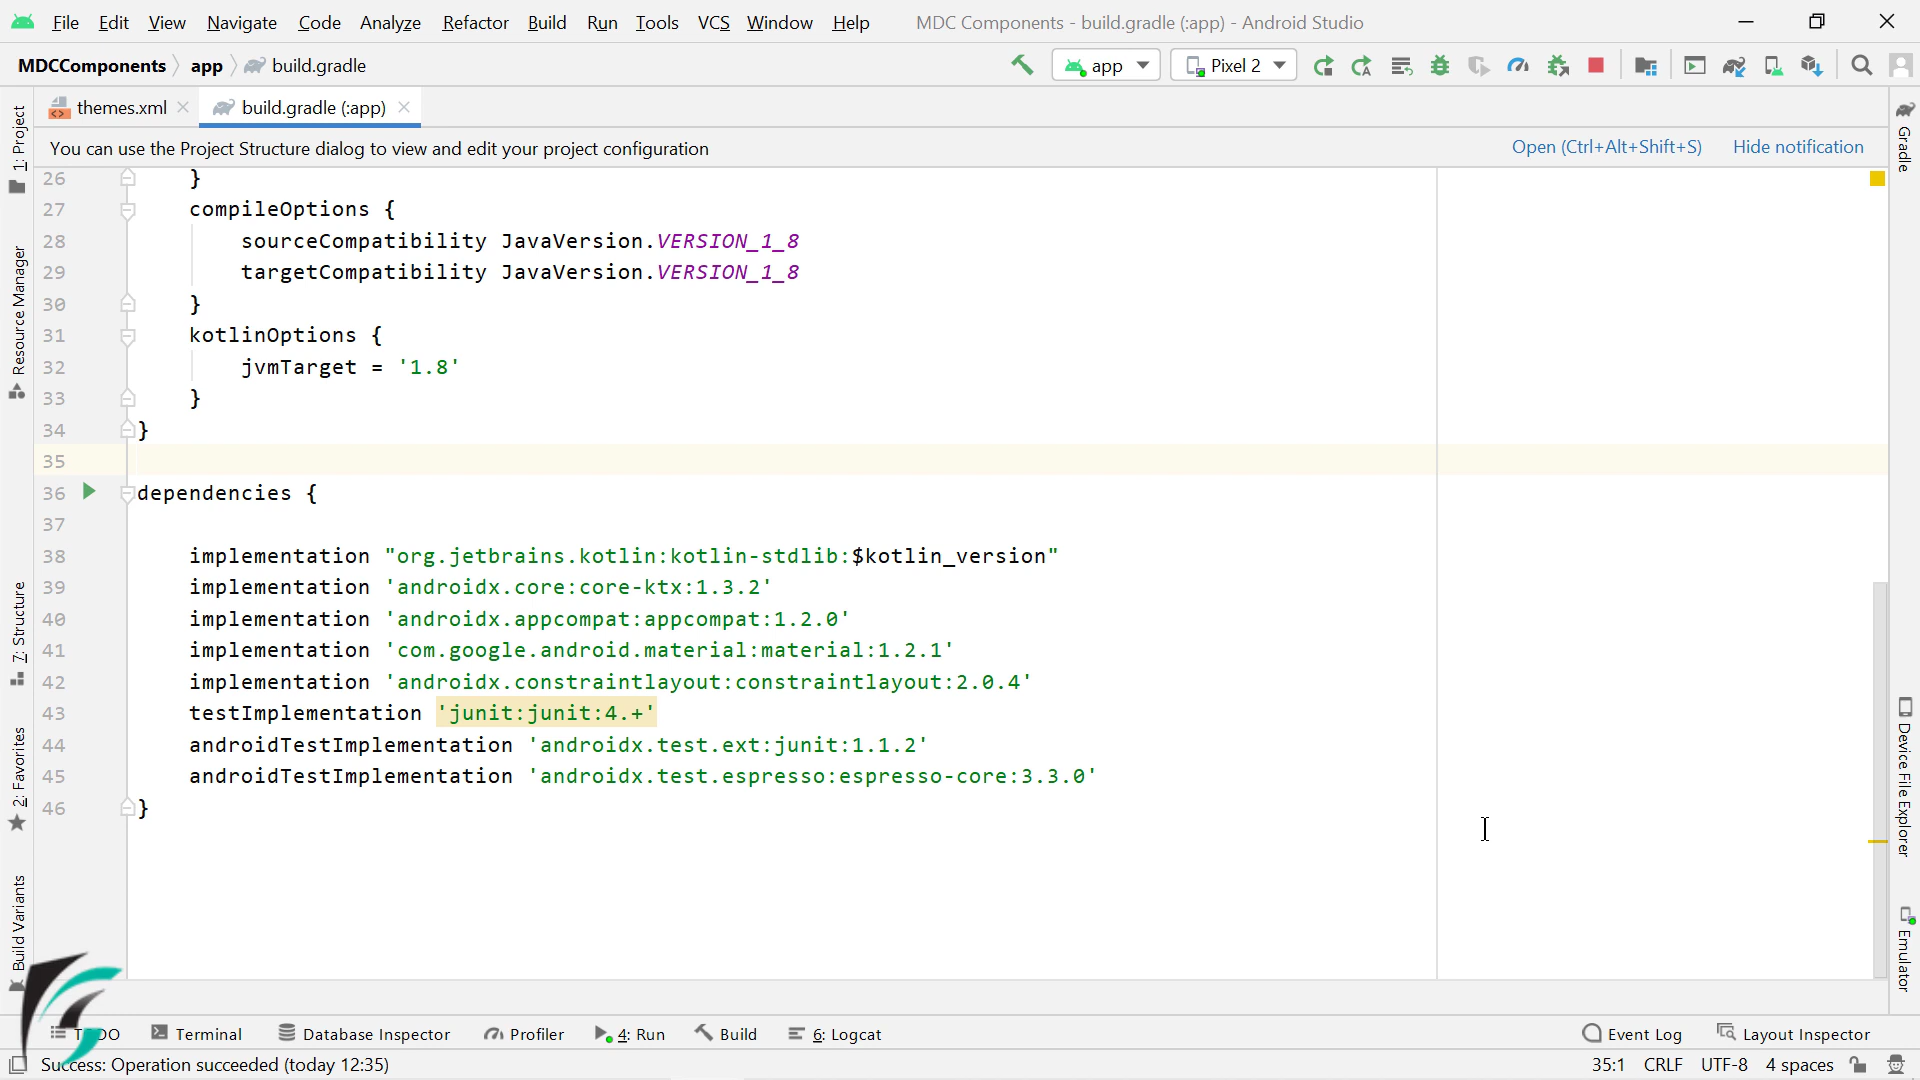 File Edit View Navigate Code Analyze Refactor Build Run Tools VCS Window Help MDC Components - build.gradle (:app) - Android Studio
MDCComponents app build.gradle app Pixel 2
themes.xml build.gradle (:app)
You can use the Project Structure dialog to view and edit your project configuration Open (Ctrl+Alt+Shift+S) Hide notification
26 }
27 compileOptions {
28 sourceCompatibility JavaVersion.VERSION_1_8
29 targetCompatibility JavaVersion.VERSION_1_8
30 }
31 kotlinOptions {
32 jvmTarget = '1.8'
33 }
34 }
35
36 dependencies {
37
38 implementation "org.jetbrains.kotlin:kotlin-stdlib:$kotlin_version"
39 implementation 'androidx.core:core-ktx:1.3.2'
40 implementation 'androidx.appcompat:appcompat:1.2.0'
41 implementation 'com.google.android.material:material:1.2.1'
42 implementation 'androidx.constraintlayout:constraintlayout:2.0.4'
43 testImplementation 'junit:junit:4.+'
44 androidTestImplementation 'androidx.test.ext:junit:1.1.2'
45 androidTestImplementation 'androidx.test.espresso:espresso-core:3.3.0'
46 }
1: Project
Resource Manager
7: Structure
2: Favorites
Build Variants
Gradle
Device File Explorer
Emulator
Terminal Database Inspector Profiler 4: Run Build 6: Logcat Event Log Layout Inspector
Success: Operation succeeded (today 12:35) 35:1 CRLF UTF-8 4 spaces